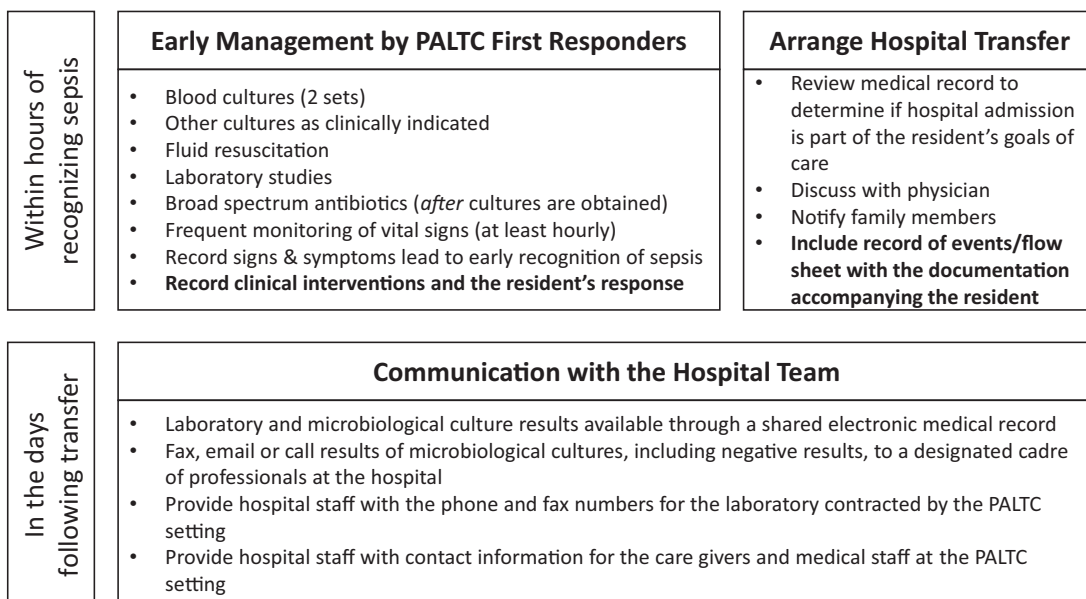 Within hours of
recognizing sepsis
Early Management by PALTC First Responders
• Blood cultures (2 sets)
• Other cultures as clinically indicated
• Fluid resuscitation
• Laboratory studies
• Broad spectrum antibiotics (after cultures are obtained)
• Frequent monitoring of vital signs (at least hourly)
• Record signs & symptoms lead to early recognition of sepsis
• Record clinical interventions and the resident’s response
Arrange Hospital Transfer
• Review medical record to
determine if hospital admission
is part of the resident’s goals of
care
• Discuss with physician
• Notify family members
• Include record of events/flow
sheet with the documentation
accompanying the resident
In the days
following transfer
Communication with the Hospital Team
• Laboratory and microbiological culture results available through a shared electronic medical record
• Fax, email or call results of microbiological cultures, including negative results, to a designated cadre
of professionals at the hospital
• Provide hospital staff with the phone and fax numbers for the laboratory contracted by the PALTC
setting
• Provide hospital staff with contact information for the care givers and medical staff at the PALTC
setting